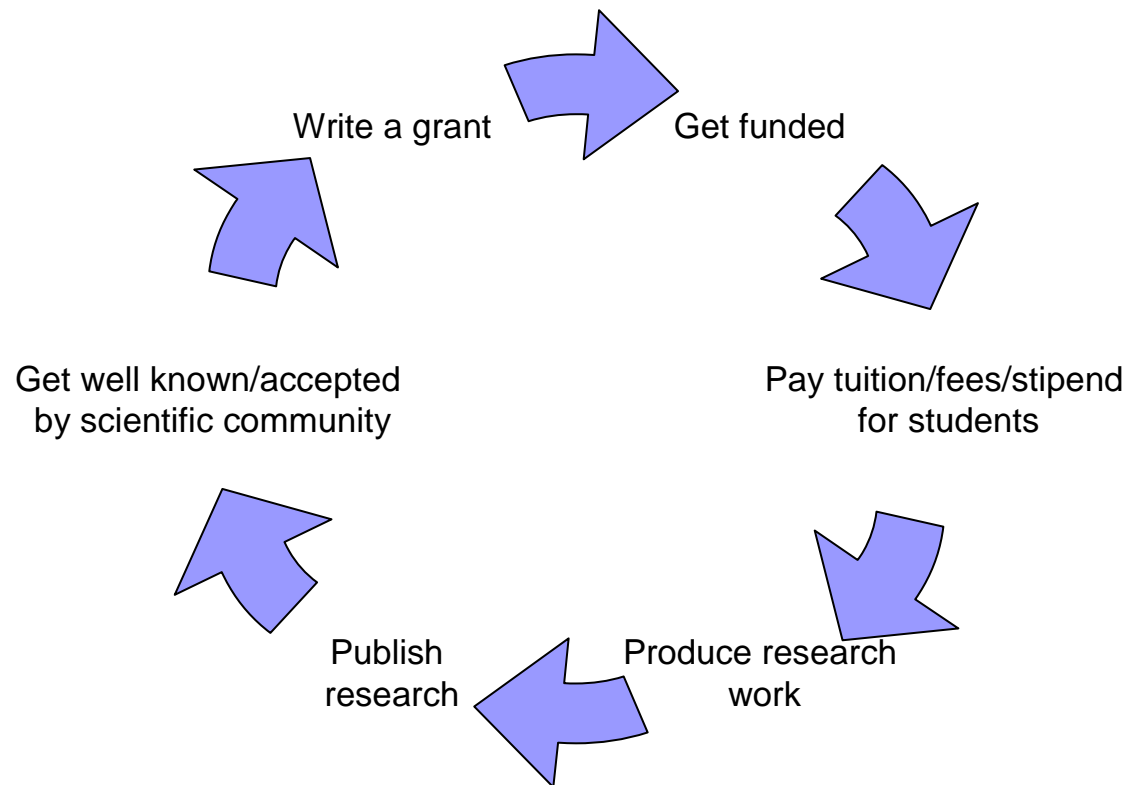 Write a grant
Get funded
Pay tuition/fees/stipend
for students
Produce research
work
Publish
research
Get well known/accepted
by scientific community